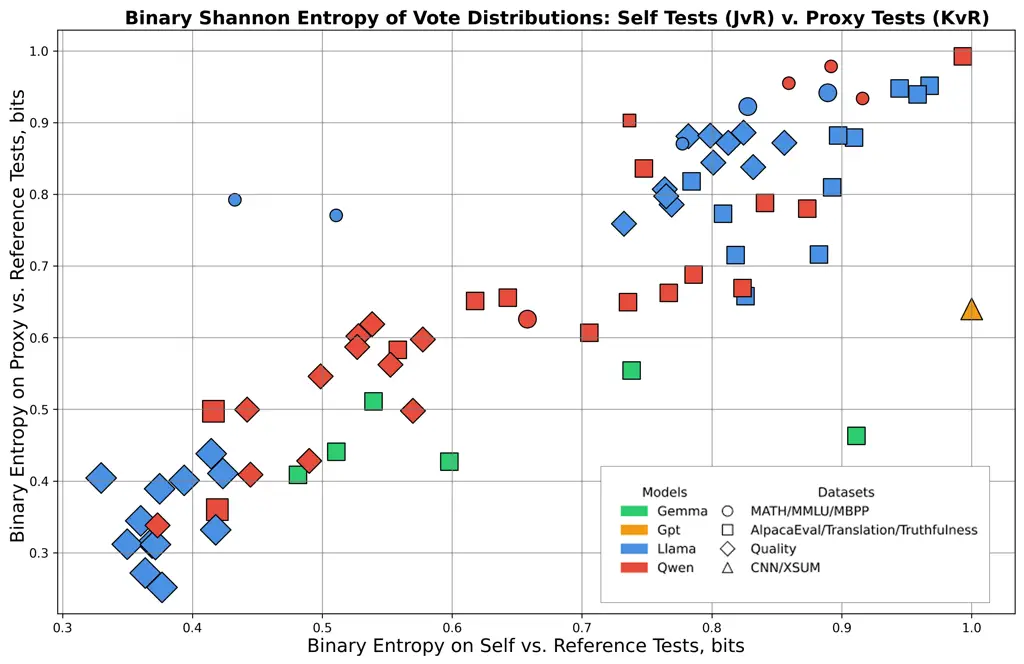 Binary Shannon Entropy of Vote Distributions: Self Tests (JvR) v. Proxy Tests (KvR)
Binary Entropy on Proxy vs. Reference Tests, bits
1.0
0.9
0.8
0.7
0.6
0.5
0.4
0.3
Models Datasets
Gemma MATH/MMLU/MBPP
Gpt AlpacaEval/Translation/Truthfulness
Llama Quality
Qwen CNN/XSUM
0.3 0.4 0.5 0.6 0.7 0.8 0.9 1.0
Binary Entropy on Self vs. Reference Tests, bits